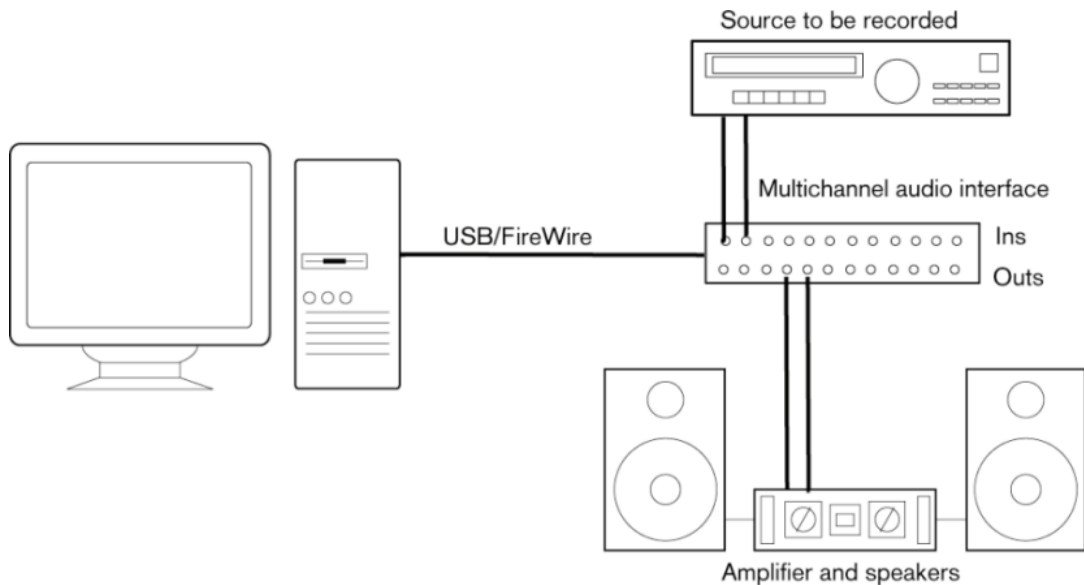 Source to be recorded
Multichannel audio interface
USB/FireWire
Ins
Outs
Amplifier and speakers